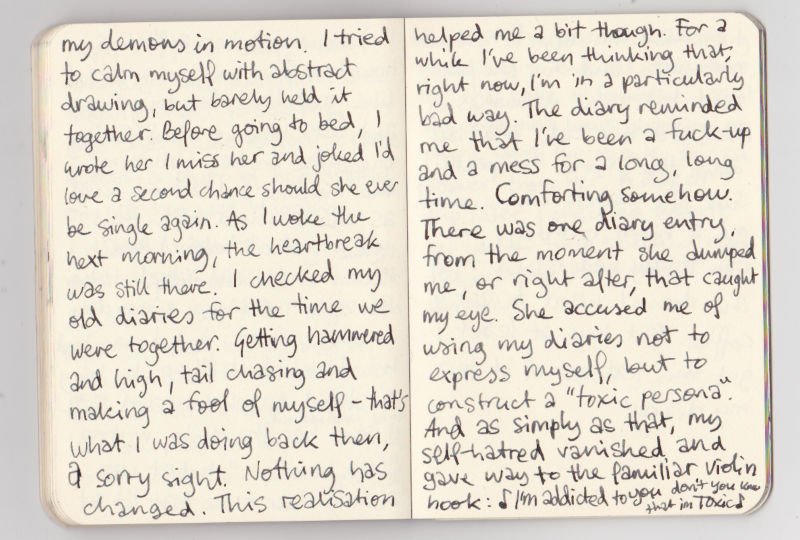 my demons in motion. I tried
to calm myself with abstract
drawing, but barely held it
together. Before going to bed, I
wrote her I miss her and joked I'd
love a second chance should she ever
be single again. As I woke the
next morning, the heartbreak
was still there. I checked my
old diaries for the time we
were together. Getting hammered
and high, tail chasing and
making a fool of myself – that's
what I was doing back then,
a sorry sight. Nothing has
changed. This realisation
helped me a bit though. For a
while I've been thinking that,
right now, I'm in a particularly
bad way. The diary reminded
me that I've been a fuck-up
and a mess for a long, long
time. Comforting somehow.
There was one diary entry,
from the moment she dumped
me, or right after, that caught
my eye. She accused me of
using my diaries not to
express myself, but to
construct a "toxic persona".
And as simply as that, my
self-hatred vanished and
gave way to the familiar violin
hook: ♪ I'm addicted to you don't you know
that im Toxic ♪